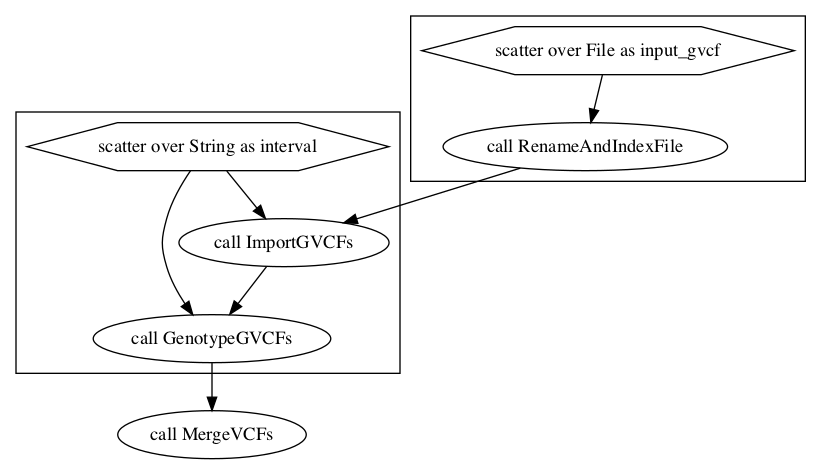 scatter over File as input_gvcf
call RenameAndIndexFile
scatter over String as interval
call ImportGVCFs
call GenotypeGVCFs
call MergeVCFs